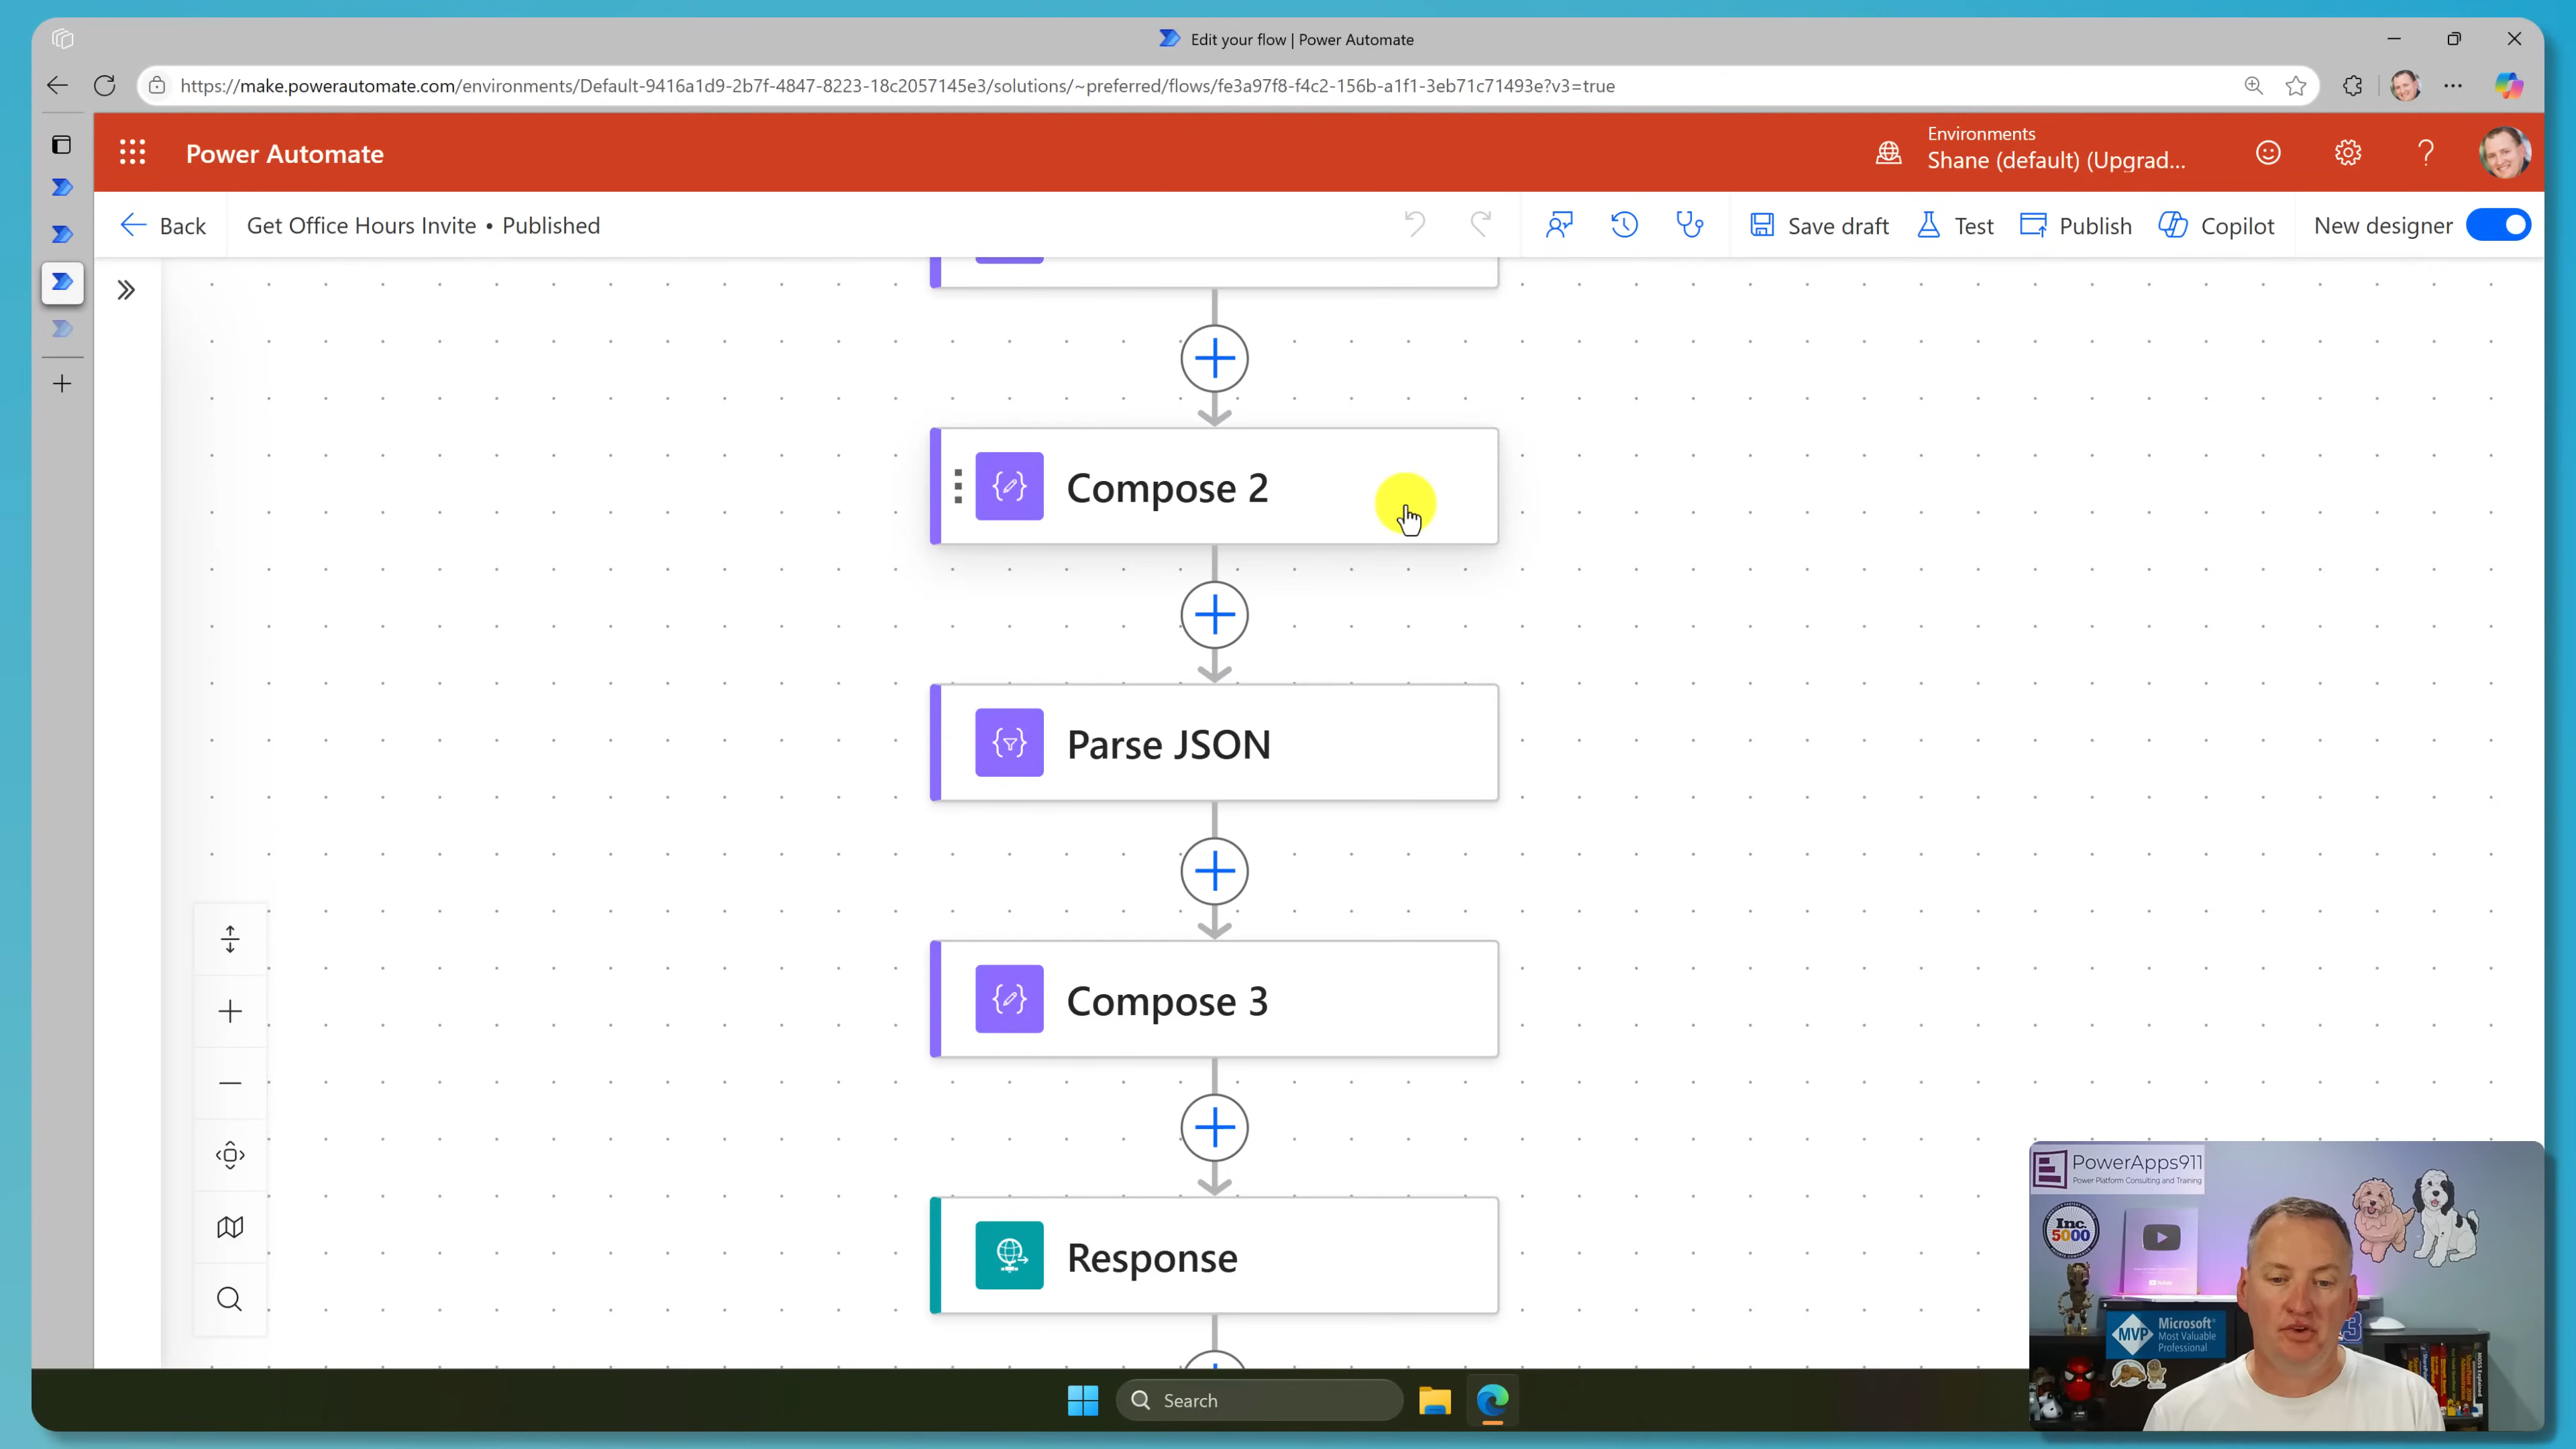 Edit your flow | Power Automate
https://make.powerautomate.com/environments/Default-9416a1d9-2b7f-4847-8223-18c2057145e3/solutions/~preferred/flows/fe3a97f8-f4c2-156b-a1f1-3eb71c71493e?v3=true
Power Automate
Environments
Shane (default) (Upgrad...
Back
Get Office Hours Invite • Published
Save draft
Test
Publish
Copilot
New designer
Compose 2
Parse JSON
Compose 3
Response
PowerApps911
Power Platform Consulting and Training
Inc.
5000
MVP
Microsoft
Most Valuable
Professional
Search